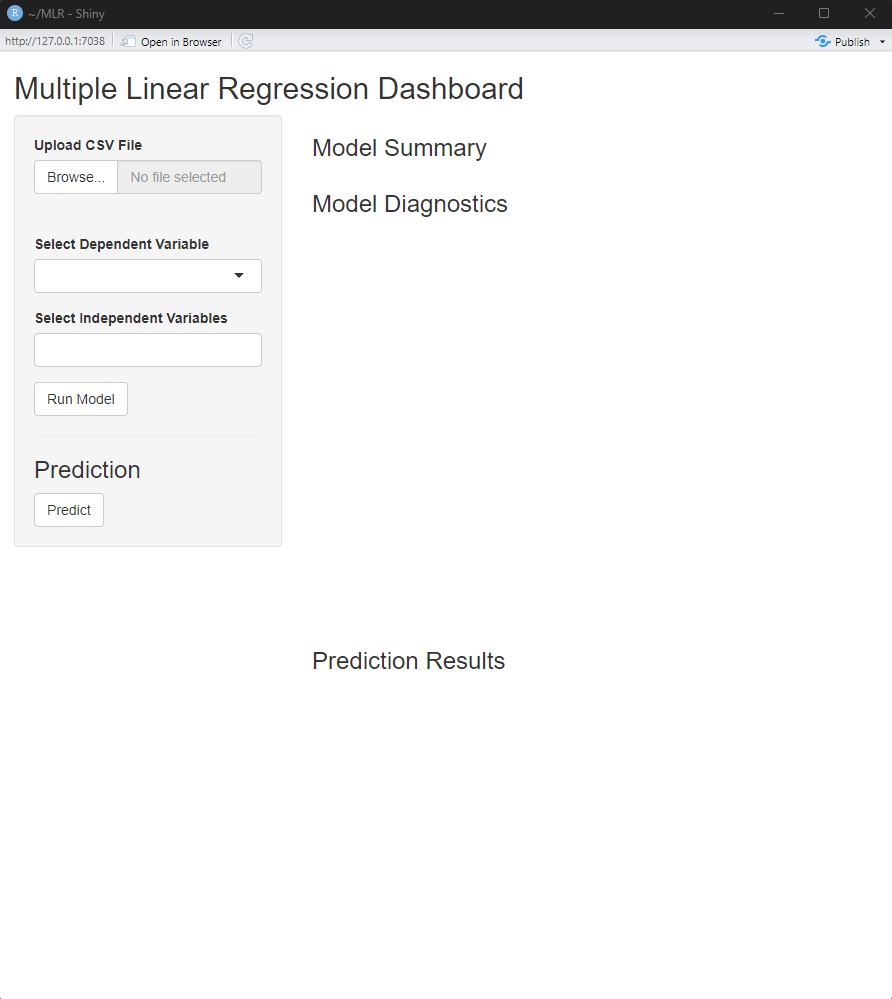 R ~/MLR - Shiny
http://127.0.0.1:7038 Open in Browser Publish
Multiple Linear Regression Dashboard
Upload CSV File
Browse... No file selected
Select Dependent Variable
Select Independent Variables
Run Model
Prediction
Predict
Model Summary
Model Diagnostics
Prediction Results